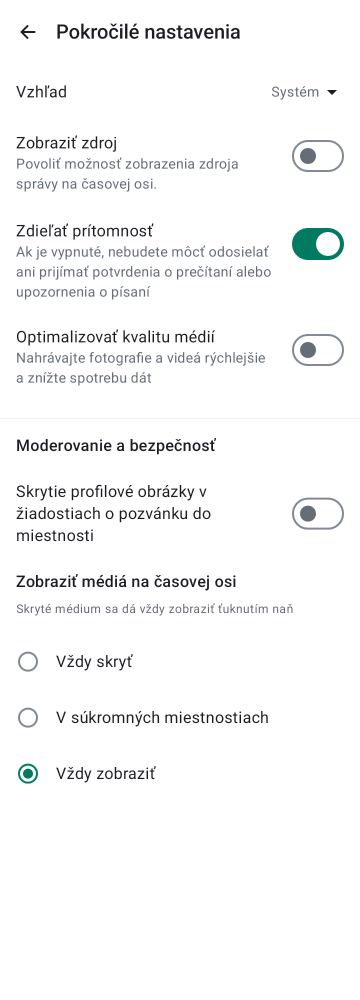 Pokročilé nastavenia
Vzhľad
Systém
Zobraziť zdroj
Povoliť možnosť zobrazenia zdroja
správy na časovej osi.
Zdieľať prítomnosť
Ak je vypnuté, nebudete môcť odosielať
ani prijímať potvrdenia o prečítaní alebo
upozornenia o písaní
Optimalizovať kvalitu médií
Nahrávajte fotografie a videá rýchlejšie
a znížte spotrebu dát
Moderovanie a bezpečnosť
Skrytie profilové obrázky v
žiadostiach o pozvánku do
miestnosti
Zobraziť médiá na časovej osi
Skryté médium sa dá vždy zobraziť ťuknutím naň
Vždy skryť
V súkromných miestnostiach
Vždy zobraziť